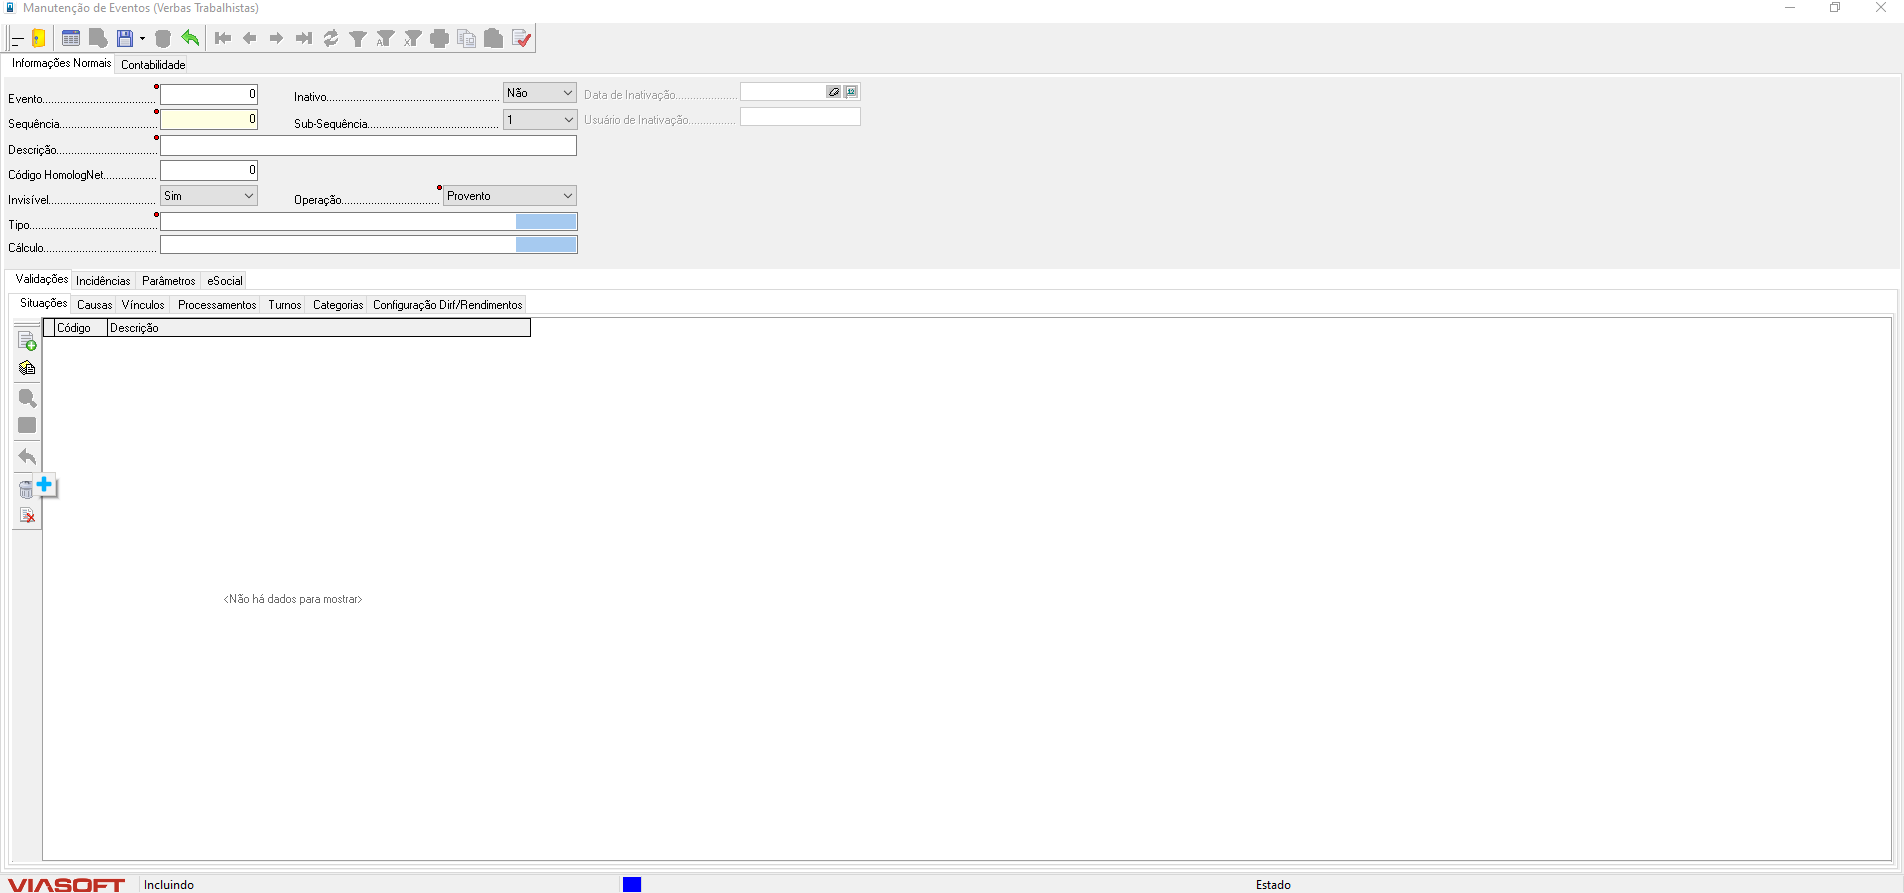 Manutenção de Eventos (Verbas Trabalhistas)
Informações Normais Contabilidade
Evento 0 Inativo Não Data de Inativação
Sequência 0 Sub-Sequência 1 Usuário de Inativação
Descrição
Código HomologNet 0
Invisível Sim Operação Provento
Tipo
Cálculo
Validações Incidências Parâmetros eSocial
Situações Causas Vínculos Processamentos Turnos Categorias Configuração Dirf/Rendimentos
Código Descrição
<Não há dados para mostrar>
VIASOFT Incluindo Estado